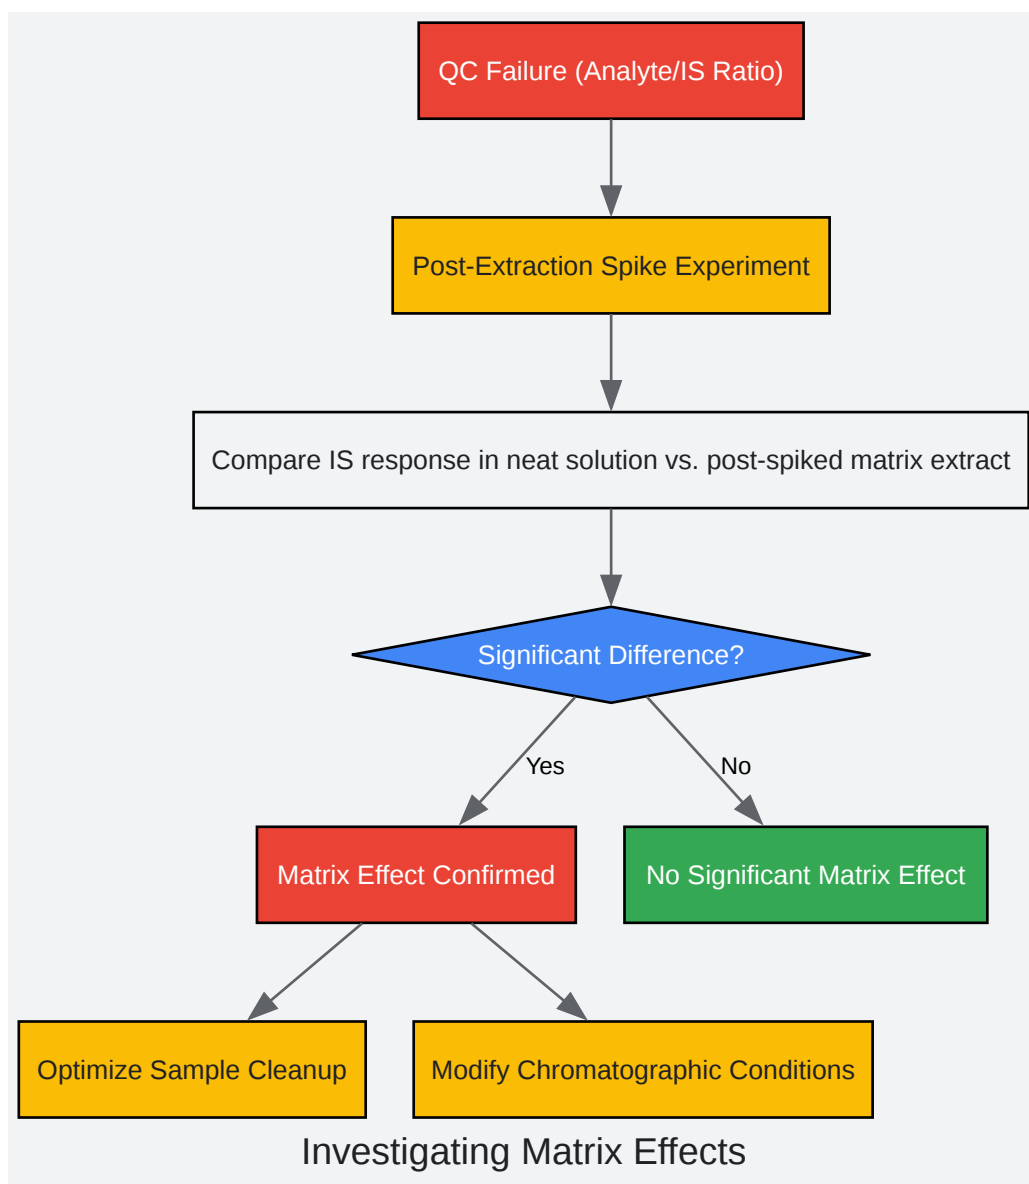 QC Failure (Analyte/IS Ratio)
Post-Extraction Spike Experiment
Compare IS response in neat solution vs. post-spiked matrix extract
Significant Difference?
Yes
No
Matrix Effect Confirmed
No Significant Matrix Effect
Optimize Sample Cleanup
Modify Chromatographic Conditions
Investigating Matrix Effects